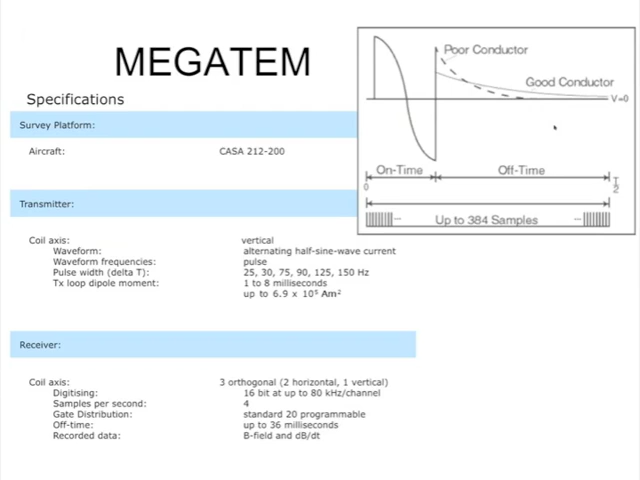 MEGATEM
Specifications
Survey Platform:
Aircraft: CASA 212-200
Transmitter:
Coil axis: vertical
Waveform: alternating half-sine-wave current
Waveform frequencies: pulse
Pulse width (delta T): 25, 30, 75, 90, 125, 150 Hz
Tx loop dipole moment: 1 to 8 milliseconds
up to 6.9 x 10⁵ Am²
Receiver:
Coil axis: 3 orthogonal (2 horizontal, 1 vertical)
Digitising: 16 bit at up to 80 kHz/channel
Samples per second: 4
Gate Distribution: standard 20 programmable
Off-time: up to 36 milliseconds
Recorded data: B-field and dB/dt
Poor Conductor
Good Conductor
V=0
On-Time Off-Time
0 T/2
Up to 384 Samples